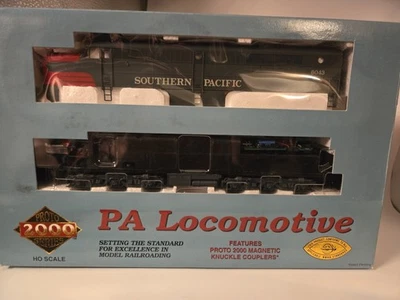 SOUTHERN PACIFIC
PROTO
2000
HO SCALE
PA Locomotive
SETTING THE STANDARD
FOR EXCELLENCE IN
MODEL RAILROADING
FEATURES
PROTO 2000 MAGNETIC
KNUCKLE COUPLERS*